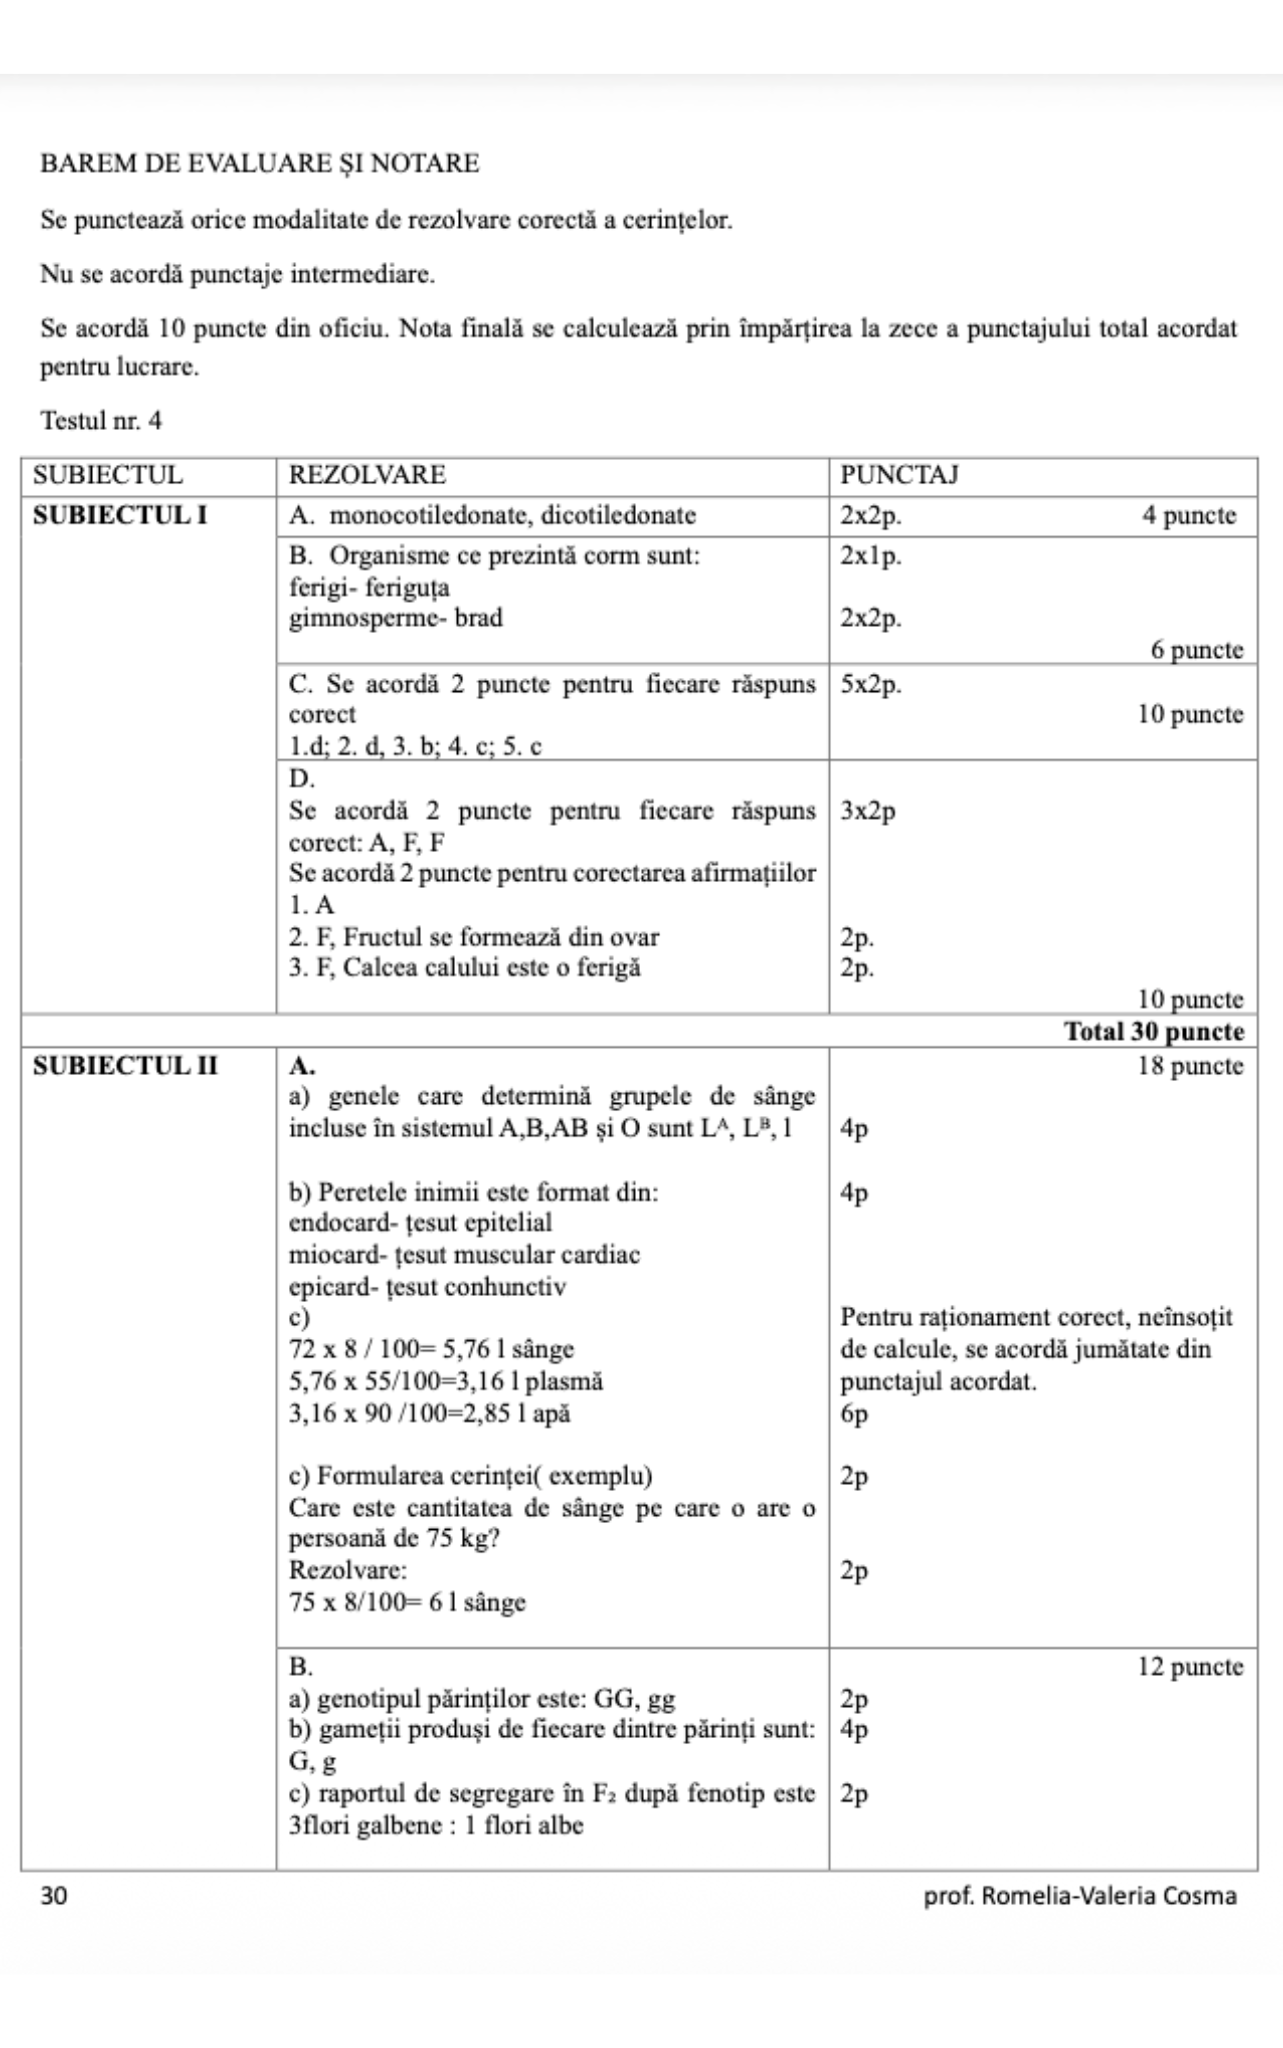 BAREM DE EVALUARE ȘI NOTARE
Se punctează orice modalitate de rezolvare corectă a cerințelor.
Nu se acordă punctaje intermediare.
Se acordă 10 puncte din oficiu. Nota finală se calculează prin împărțirea la zece a punctajului total acordat
pentru lucrare.
Testul nr. 4
SUBIECTUL REZOLVARE PUNCTAJ
SUBIECTUL I A. monocotiledonate, dicotiledonate 2x2p. 4 puncte
B. Organisme ce prezintă corm sunt: 2x1p.
ferigi- feriguța
gimnosperme- brad 2x2p.
6 puncte
C. Se acordă 2 puncte pentru fiecare răspuns 5x2p.
corect 10 puncte
1.d; 2. d, 3. b; 4. c; 5. c
D.
Se acordă 2 puncte pentru fiecare răspuns 3x2p
corect: A, F, F
Se acordă 2 puncte pentru corectarea afirmațiilor
1. A
2. F, Fructul se formează din ovar 2p.
3. F, Calcea calului este o ferigă 2p.
10 puncte
Total 30 puncte
SUBIECTUL II A. 18 puncte
a) genele care determină grupele de sânge
incluse în sistemul A,B,AB și O sunt Lᴬ, Lᴮ, l 4p
b) Peretele inimii este format din: 4p
endocard- țesut epitelial
miocard- țesut muscular cardiac
epicard- țesut conhunctiv
c) Pentru raționament corect, neînsoțit
72 x 8 / 100= 5,76 l sânge de calcule, se acordă jumătate din
5,76 x 55/100=3,16 l plasmă punctajul acordat.
3,16 x 90 /100=2,85 l apă 6p
c) Formularea cerinței( exemplu) 2p
Care este cantitatea de sânge pe care o are o
persoană de 75 kg?
Rezolvare: 2p
75 x 8/100= 6 l sânge
B. 12 puncte
a) genotipul părinților este: GG, gg 2p
b) gameții produși de fiecare dintre părinți sunt: 4p
G, g
c) raportul de segregare în F₂ după fenotip este 2p
3flori galbene : 1 flori albe
30 prof. Romelia-Valeria Cosma